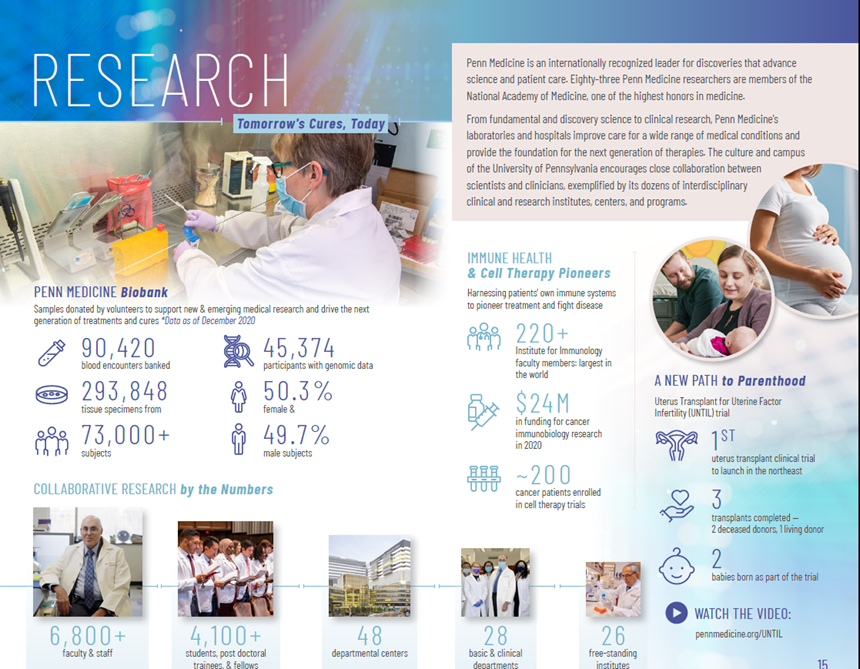 RESEARCH
Tomorrow's Cures, Today
Penn Medicine is an internationally recognized leader for discoveries that advance
science and patient care. Eighty-three Penn Medicine researchers are members of the
National Academy of Medicine, one of the highest honors in medicine.
From fundamental and discovery science to clinical research, Penn Medicine's
laboratories and hospitals improve care for a wide range of medical conditions and
provide the foundation for the next generation of therapies. The culture and campus
of the University of Pennsylvania encourages close collaboration between
scientists and clinicians, exemplified by its dozens of interdisciplinary
clinical and research institutes, centers, and programs.
PENN MEDICINE Biobank
Samples donated by volunteers to support new & emerging medical research and drive the next
generation of treatments and cures *Data as of December 2020
90,420
blood encounters banked
45,374
participants with genomic data
293,848
tissue specimens from
50.3%
female &
73,000+
subjects
49.7%
male subjects
IMMUNE HEALTH
& Cell Therapy Pioneers
Harnessing patients' own immune systems
to pioneer treatment and fight disease
220+
Institute for Immunology
faculty members: largest in
the world
$24M
in funding for cancer
immunobiology research
in 2020
~200
cancer patients enrolled
in cell therapy trials
A NEW PATH to Parenthood
Uterus Transplant for Uterine Factor
Infertility (UNTIL) trial
1ST
uterus transplant clinical trial
to launch in the northeast
3
transplants completed —
2 deceased donors, 1 living donor
2
babies born as part of the trial
WATCH THE VIDEO:
pennmedicine.org/UNTIL
COLLABORATIVE RESEARCH by the Numbers
6,800+
faculty & staff
4,100+
students, post doctoral
trainees, & fellows
48
departmental centers
28
basic & clinical
departments
26
free-standing
institutes
15